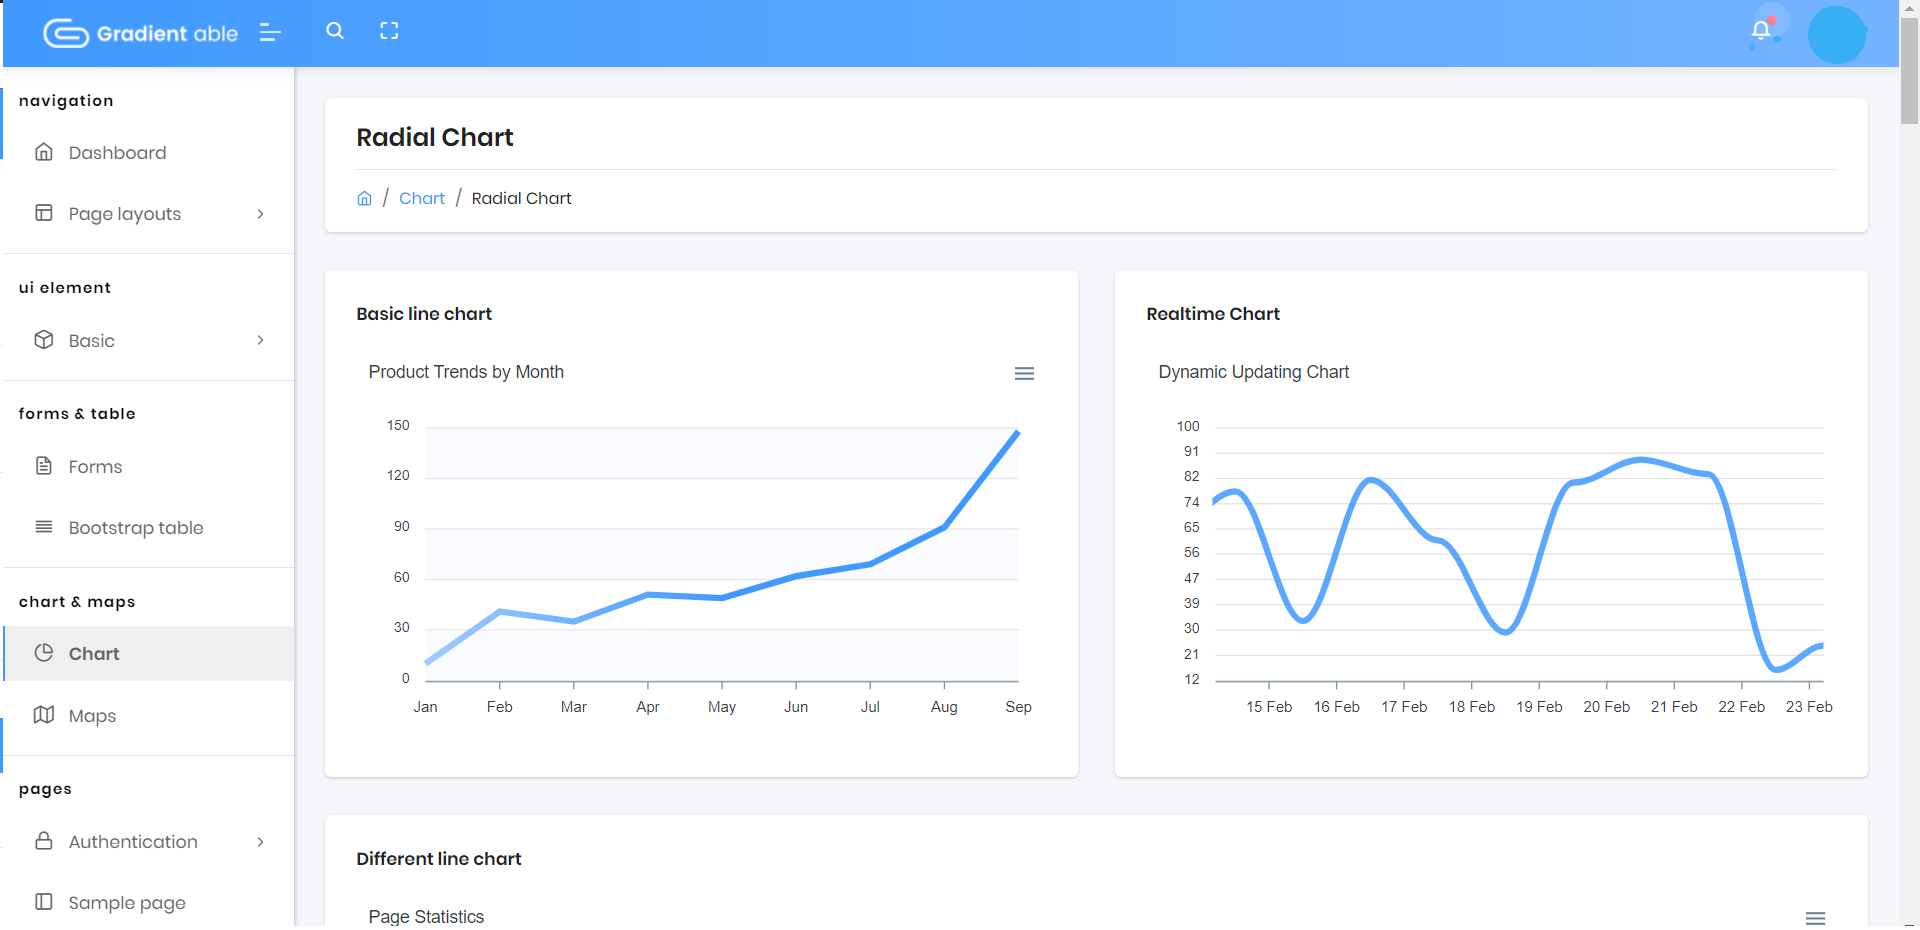 Gradient able
navigation
Dashboard
Page layouts
ui element
Basic
forms & table
Forms
Bootstrap table
chart & maps
Chart
Maps
pages
Authentication
Sample page
Radial Chart
/ Chart / Radial Chart
Basic line chart
Product Trends by Month
150
120
90
60
30
0
Jan Feb Mar Apr May Jun Jul Aug Sep
Realtime Chart
Dynamic Updating Chart
100
91
82
74
65
56
47
39
30
21
12
15 Feb 16 Feb 17 Feb 18 Feb 19 Feb 20 Feb 21 Feb 22 Feb 23 Feb
Different line chart
Page Statistics